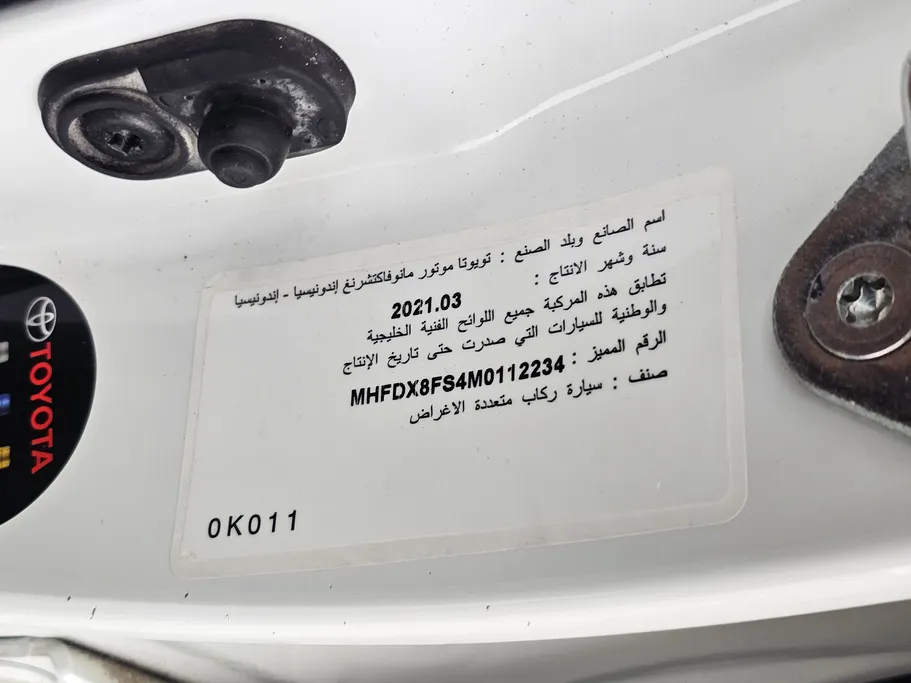 اسم الصانع وبلد الصنع : تويوتا موتور مانوفاكتشرنغ إندونيسيا - إندونيسيا
سنة وشهر الانتاج : 2021.03
تطابق هذه المركبة جميع اللوائح الفنية الخليجية
والوطنية للسيارات التي صدرت حتى تاريخ الإنتاج
الرقم المميز : MHFDX8FS4M0112234
صنف : سيارة ركاب متعددة الاغراض
0K011
TOYOTA